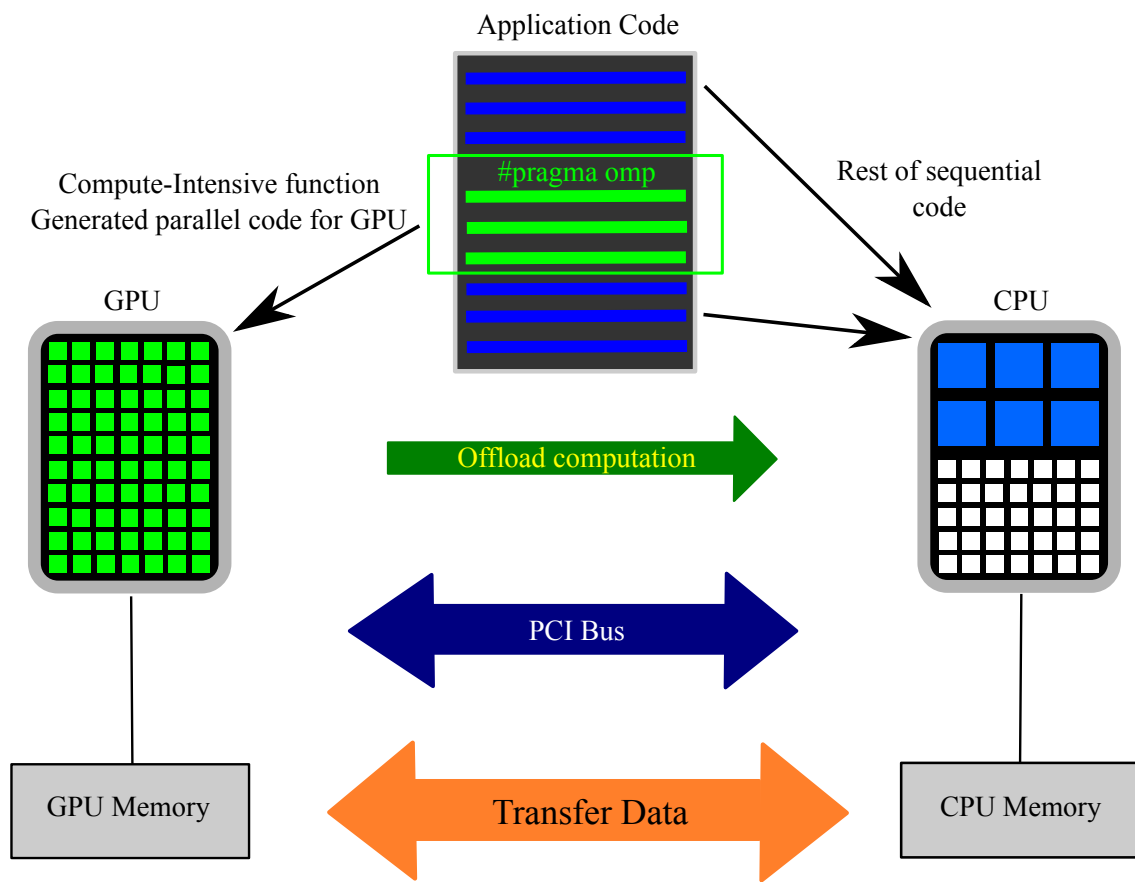 Application Code
#pragma omp
Compute-Intensive function
Generated parallel code for GPU
Rest of sequential
code
GPU
CPU
Offload computation
PCI Bus
GPU Memory
Transfer Data
CPU Memory